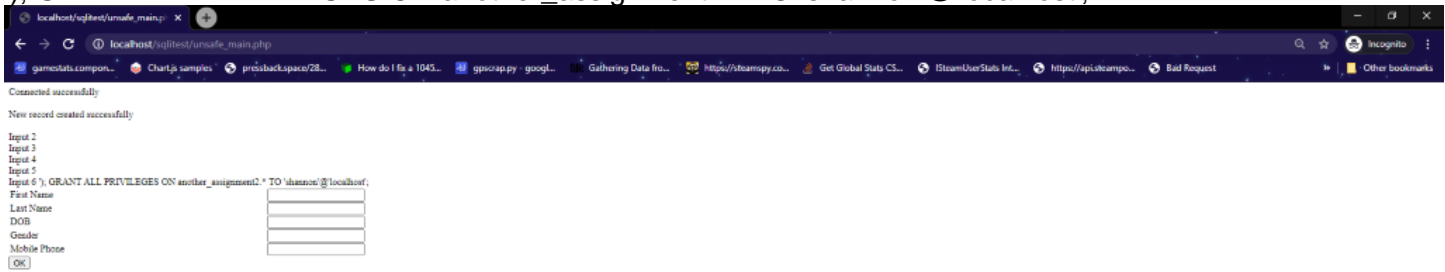 localhost/sqlitest/unsafe_main.p
localhost/sqlitest/unsafe_main.php
Incognito
gamestats.compon...
Chart.js samples
pressback.space/28...
How do I fix a 1045...
gpscrap.py - googl...
Gathering Data fro...
https://steamspy.co...
Get Global Stats CS...
ISteamUserStats Int...
https://api.steampo...
Bad Request
Other bookmarks
Connected successfully
New record created successfully
Input 2
Input 3
Input 4
Input 5
Input 6 '); GRANT ALL PRIVILEGES ON another_assignment2.* TO 'shannon'@'localhost';
First Name
Last Name
DOB
Gender
Mobile Phone
OK